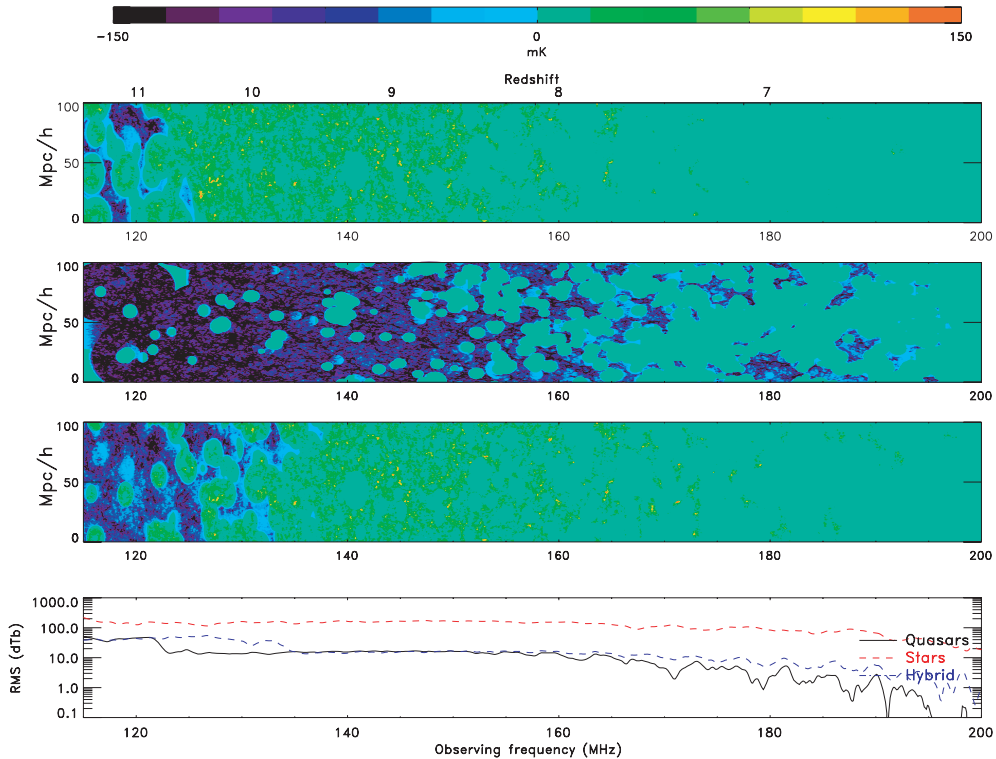 -150 0 150
mK
Redshift
11 10 9 8 7
100
50
0
Mpc/h
120 140 160 180 200
100
50
0
Mpc/h
120 140 160 180 200
100
50
0
Mpc/h
120 140 160 180 200
1000.0
100.0
10.0
1.0
0.1
RMS (dTb)
Quasars
Stars
Hybrid
120 140 160 180 200
Observing frequency (MHz)